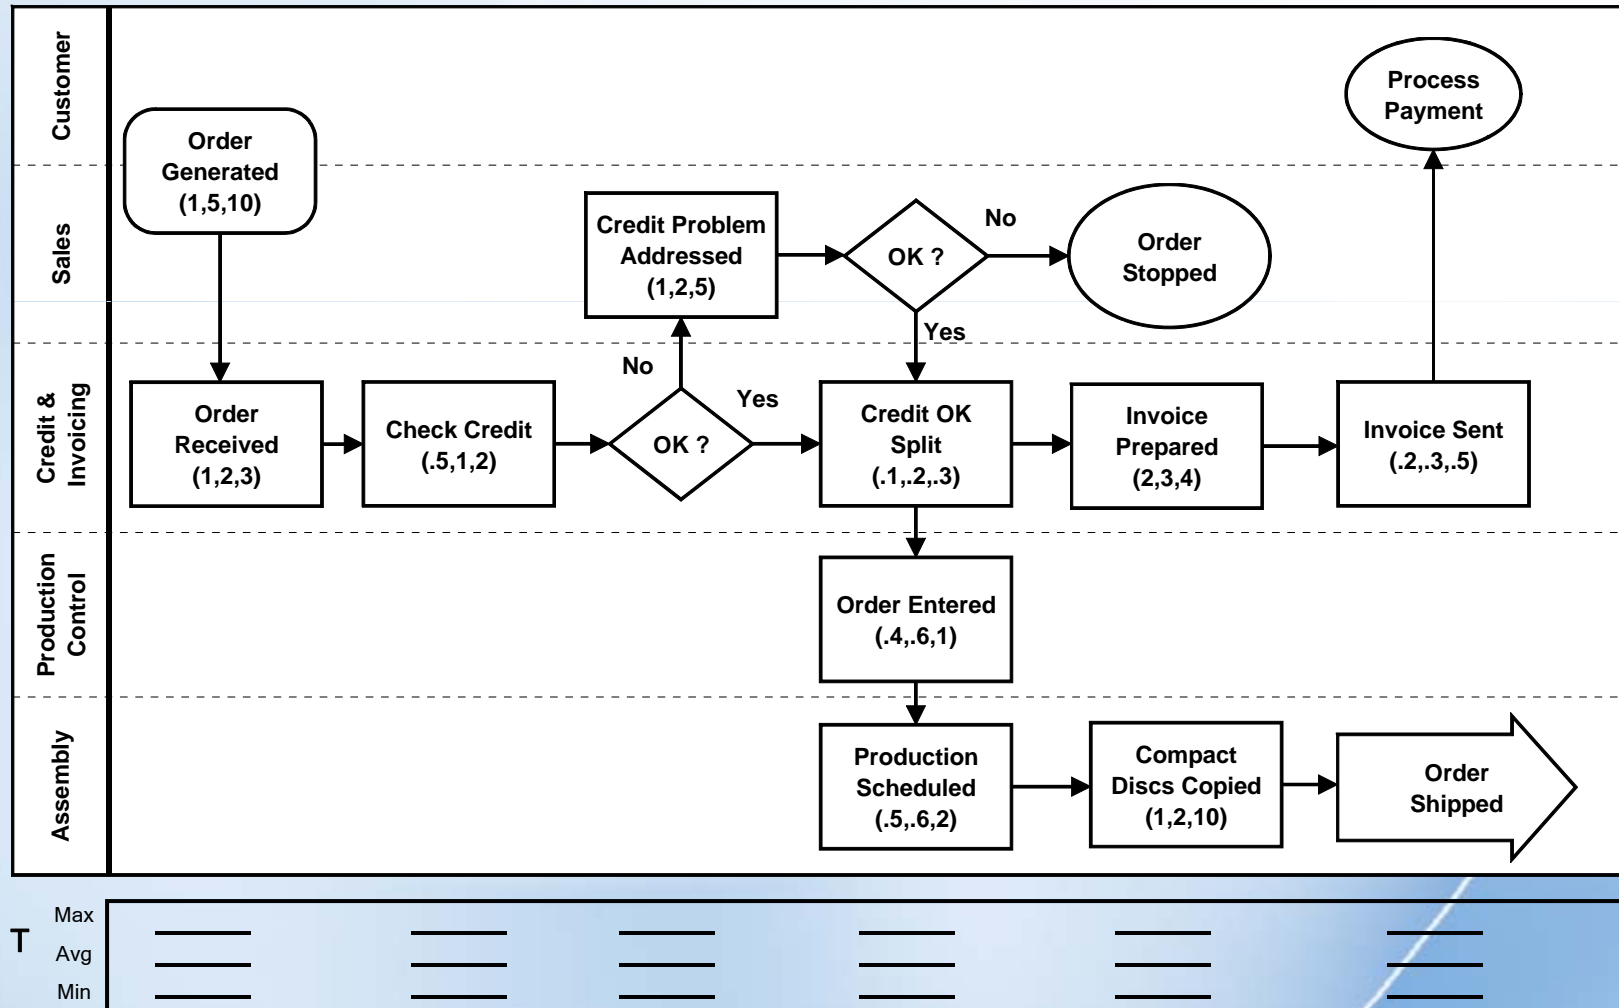 Customer
Order
Generated
(1,5,10)
Process
Payment
Sales
Credit Problem
Addressed
(1,2,5)
OK ?
No
Order
Stopped
Yes
Credit &
Invoicing
Order
Received
(1,2,3)
Check Credit
(.5,1,2)
No
OK ?
Yes
Credit OK
Split
(.1,.2,.3)
Invoice
Prepared
(2,3,4)
Invoice Sent
(.2,.3,.5)
Production
Control
Order Entered
(.4,.6,1)
Assembly
Production
Scheduled
(.5,.6,2)
Compact
Discs Copied
(1,2,10)
Order
Shipped
T
Max
Avg
Min